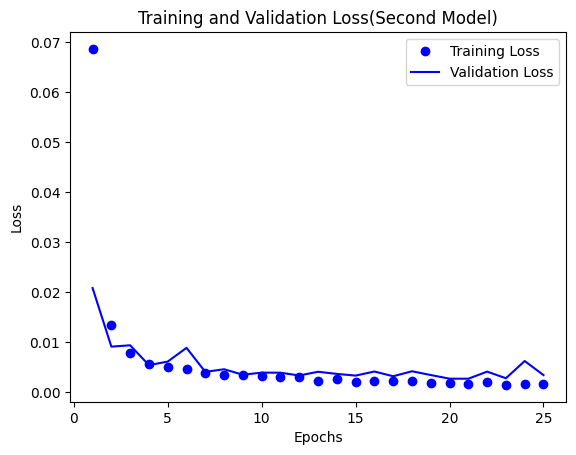 Training and Validation Loss(Second Model)
Training Loss
Validation Loss
0.07
0.06
0.05
0.04
0.03
0.02
0.01
0.00
Loss
0
5
10
15
20
25
Epochs